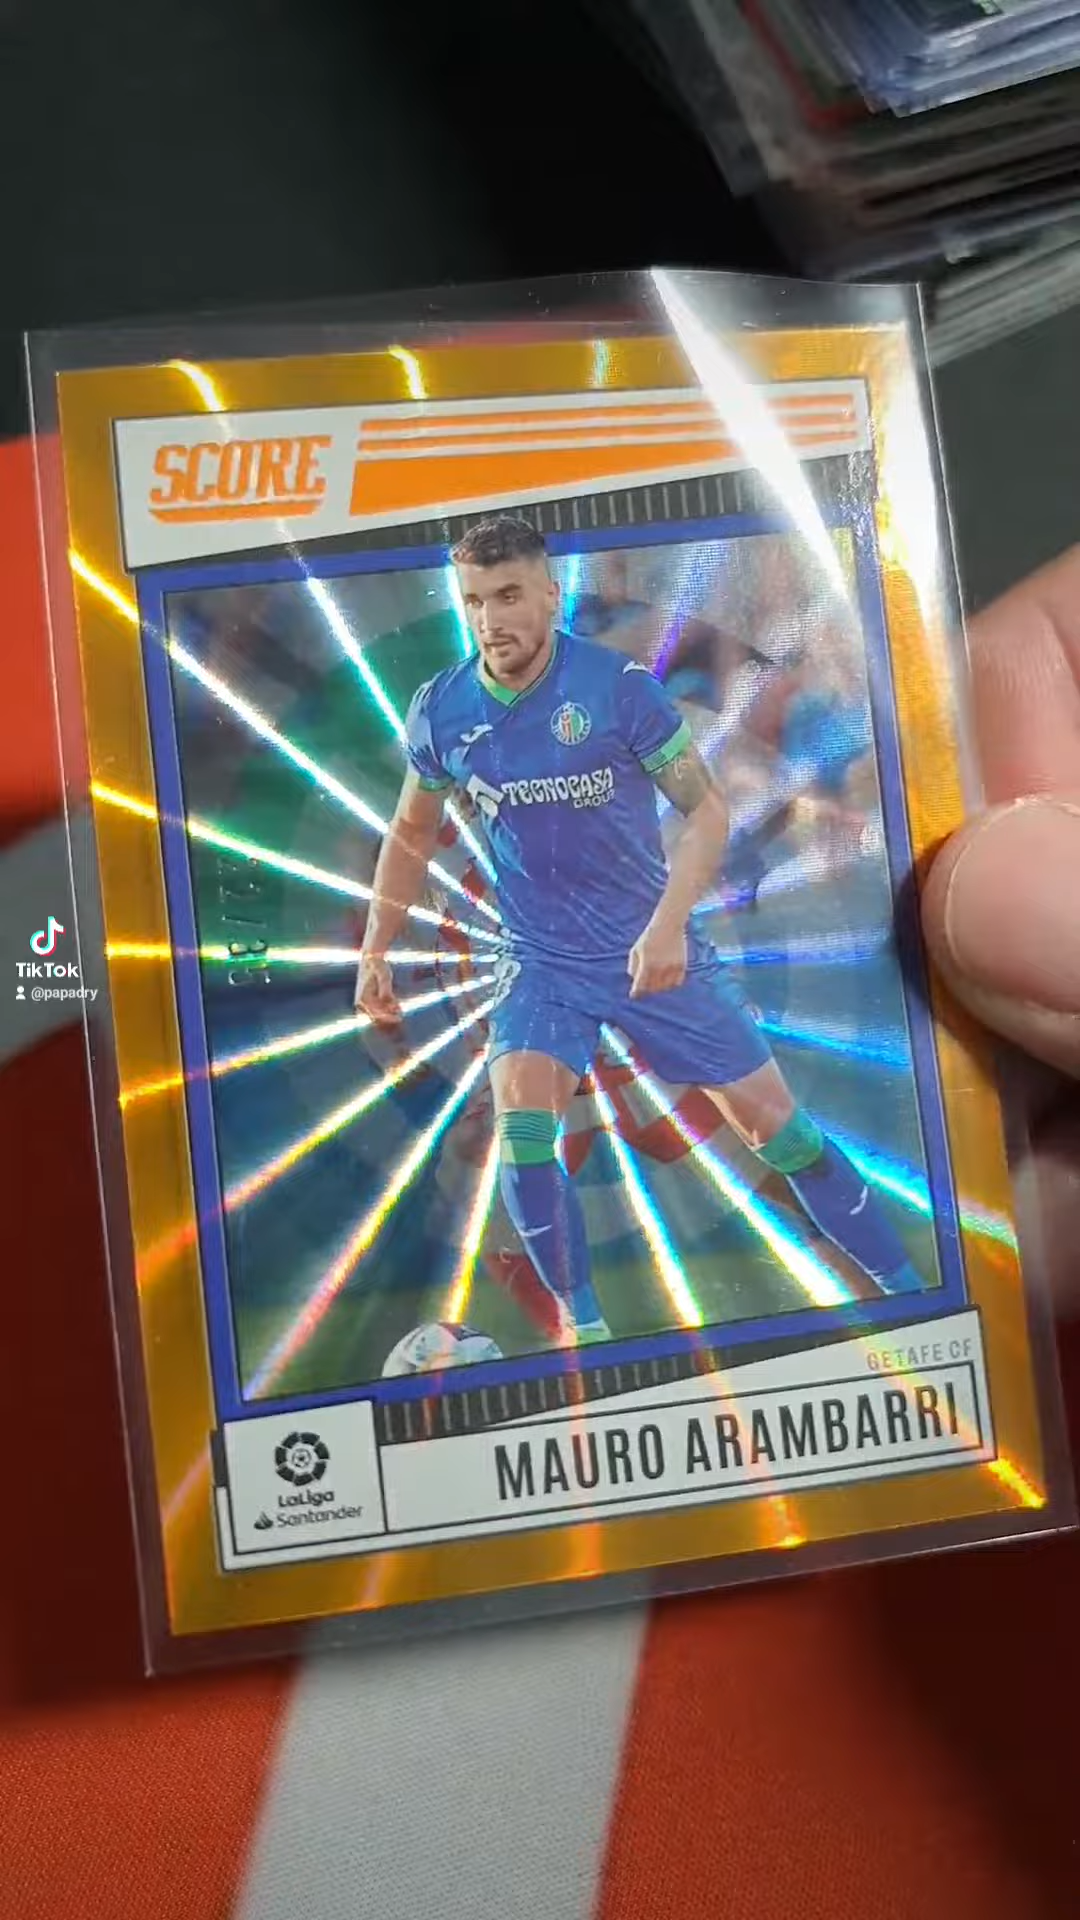 SCORE
TECNOCASA
GROUP
TikTok
@papadry
GETAFE CF
MAURO ARAMBARRI
LaLiga
Santander